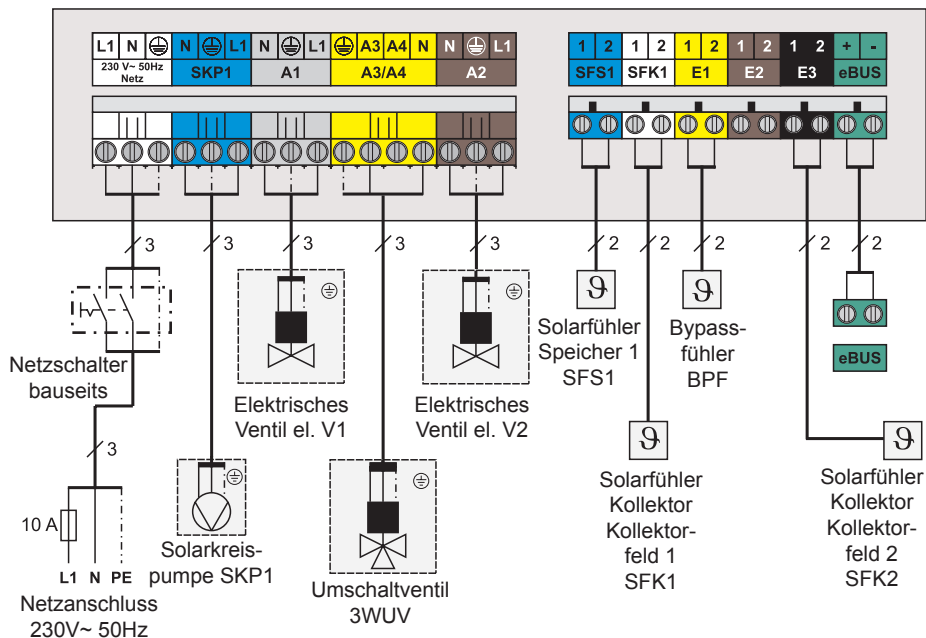 L1 N N L1 N L1 A3 A4 N N L1
230 V~ 50Hz
Netz
SKP1 A1 A3/A4 A2
1 2 1 2 1 2 1 2 1 2 + -
SFS1 SFK1 E1 E2 E3 eBUS
3 3 3 3 3 2 2 2 2 2
Netzschalter
bauseits
3
10 A
L1 N PE
Netzanschluss
230V~ 50Hz
Solarkreis-
pumpe SKP1
Elektrisches
Ventil el. V1
Umschaltventil
3WUV
Elektrisches
Ventil el. V2
ϑ
Solarfühler
Speicher 1
SFS1
ϑ
Solarfühler
Kollektor
Kollektor-
feld 1
SFK1
ϑ
Bypass-
fühler
BPF
ϑ
Solarfühler
Kollektor
Kollektor-
feld 2
SFK2
eBUS